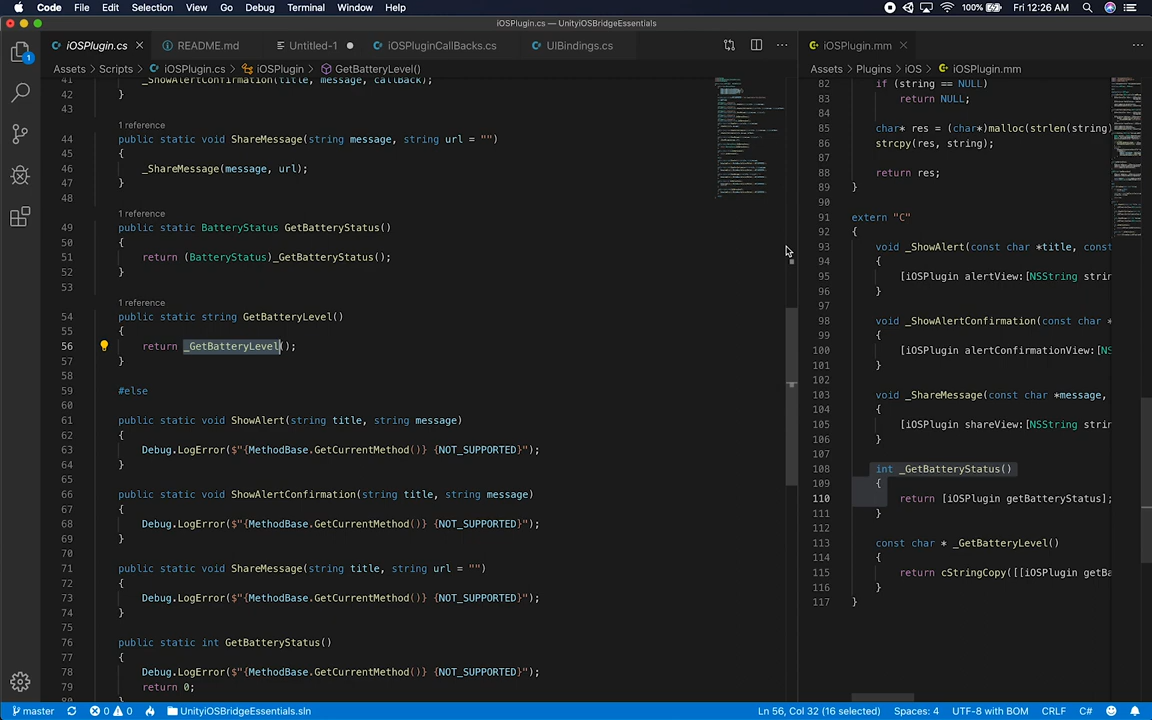 Code File Edit Selection View Go Debug Terminal Window Help 100% Fri 12:26 AM
iOSPlugin.cs — UnityiOSBridgeEssentials
iOSPlugin.cs README.md Untitled-1 iOSPluginCallBacks.cs UIBindings.cs
Assets > Scripts > iOSPlugin.cs > iOSPlugin > GetBatteryLevel()
41 _ShowAlertConfirmation(title, message, callBack);
42 }
43
1 reference
44 public static void ShareMessage(string message, string url = "")
45 {
46 _ShareMessage(message, url);
47 }
48
1 reference
49 public static BatteryStatus GetBatteryStatus()
50 {
51 return (BatteryStatus)_GetBatteryStatus();
52 }
53
1 reference
54 public static string GetBatteryLevel()
55 {
56 return _GetBatteryLevel();
57 }
58
59 #else
60
61 public static void ShowAlert(string title, string message)
62 {
63 Debug.LogError($"{MethodBase.GetCurrentMethod()} {NOT_SUPPORTED}");
64 }
65
66 public static void ShowAlertConfirmation(string title, string message)
67 {
68 Debug.LogError($"{MethodBase.GetCurrentMethod()} {NOT_SUPPORTED}");
69 }
70
71 public static void ShareMessage(string title, string url = "")
72 {
73 Debug.LogError($"{MethodBase.GetCurrentMethod()} {NOT_SUPPORTED}");
74 }
75
76 public static int GetBatteryStatus()
77 {
78 Debug.LogError($"{MethodBase.GetCurrentMethod()} {NOT_SUPPORTED}");
79 return 0;
80 }
iOSPlugin.mm
Assets > Plugins > iOS > iOSPlugin.mm
82 if (string == NULL)
83 return NULL;
84
85 char* res = (char*)malloc(strlen(string)
86 strcpy(res, string);
87
88 return res;
89 }
90
91 extern "C"
92 {
93 void _ShowAlert(const char *title, const
94 {
95 [iOSPlugin alertView:[NSString strin
96 }
97
98 void _ShowAlertConfirmation(const char *
99 {
100 [iOSPlugin alertConfirmationView:[NS
101 }
102
103 void _ShareMessage(const char *message,
104 {
105 [iOSPlugin shareView:[NSString strin
106 }
107
108 int _GetBatteryStatus()
109 {
110 return [iOSPlugin getBatteryStatus];
111 }
112
113 const char * _GetBatteryLevel()
114 {
115 return cStringCopy([[iOSPlugin getBa
116 }
117 }
1
master 0 0 UnityiOSBridgeEssentials.sln Ln 56, Col 32 (16 selected) Spaces: 4 UTF-8 with BOM CRLF C#